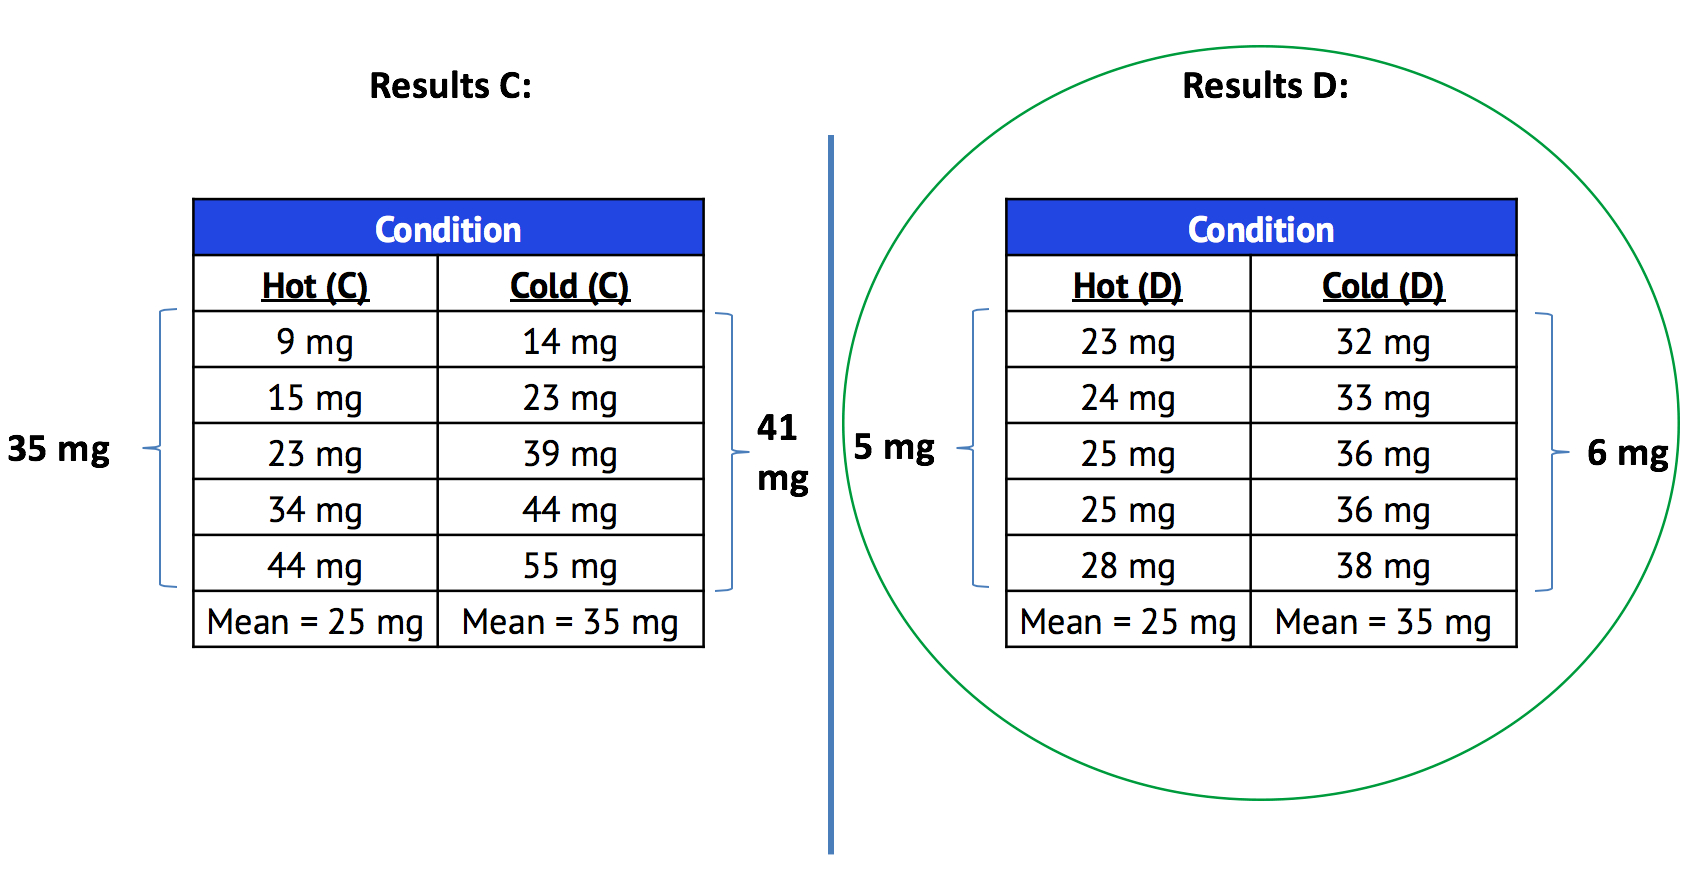 Results C:
Condition
Hot (C) Cold (C)
9 mg 14 mg
15 mg 23 mg
23 mg 39 mg
34 mg 44 mg
44 mg 55 mg
Mean = 25 mg Mean = 35 mg
35 mg
41
mg
Results D:
Condition
Hot (D) Cold (D)
23 mg 32 mg
24 mg 33 mg
25 mg 36 mg
25 mg 36 mg
28 mg 38 mg
Mean = 25 mg Mean = 35 mg
5 mg
6 mg